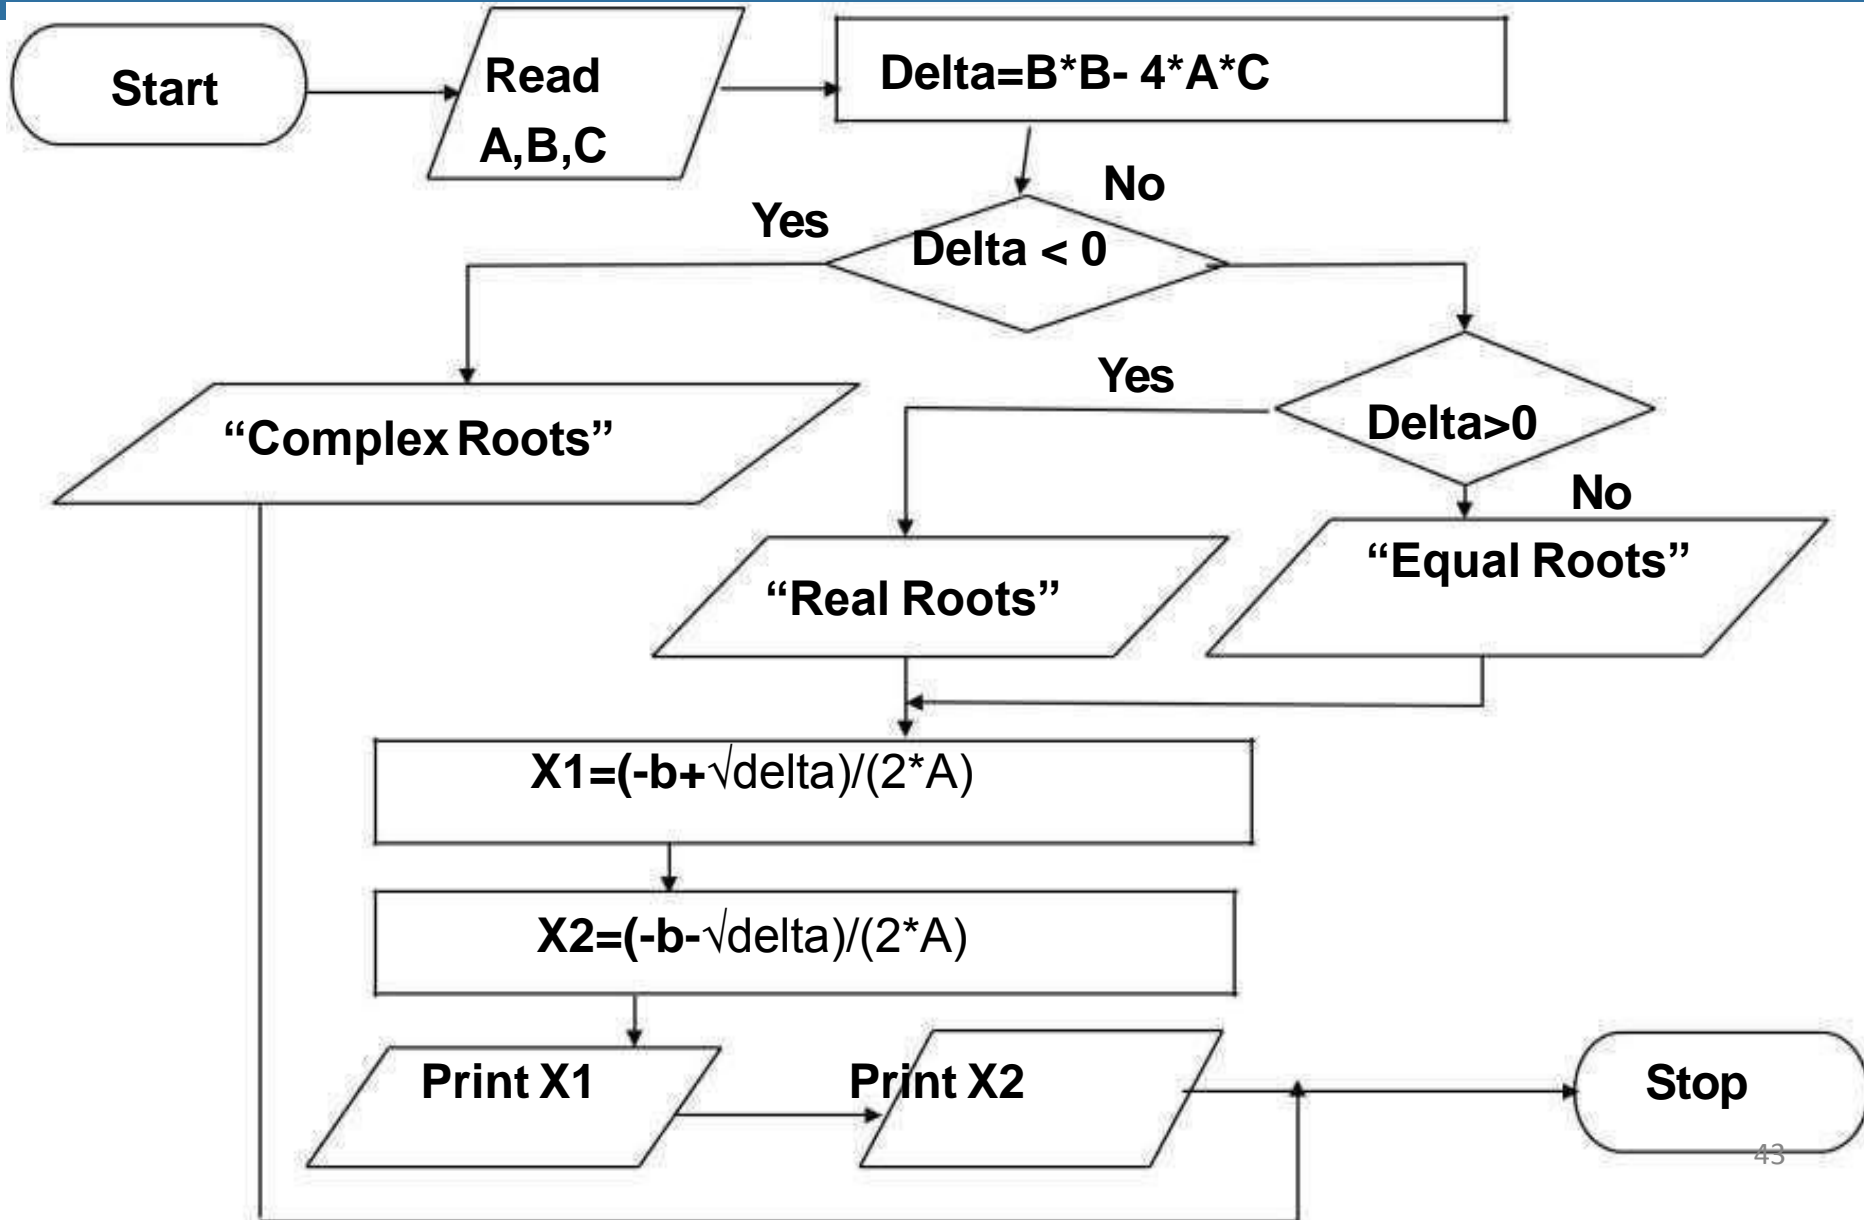 Start
Read
A,B,C
Delta=B*B- 4*A*C
No
Yes
Delta < 0
Yes
Delta>0
“Complex Roots”
No
“Equal Roots”
“Real Roots”
X1=(-b+√delta)/(2*A)
X2=(-b-√delta)/(2*A)
Print X1
Print X2
Stop
43